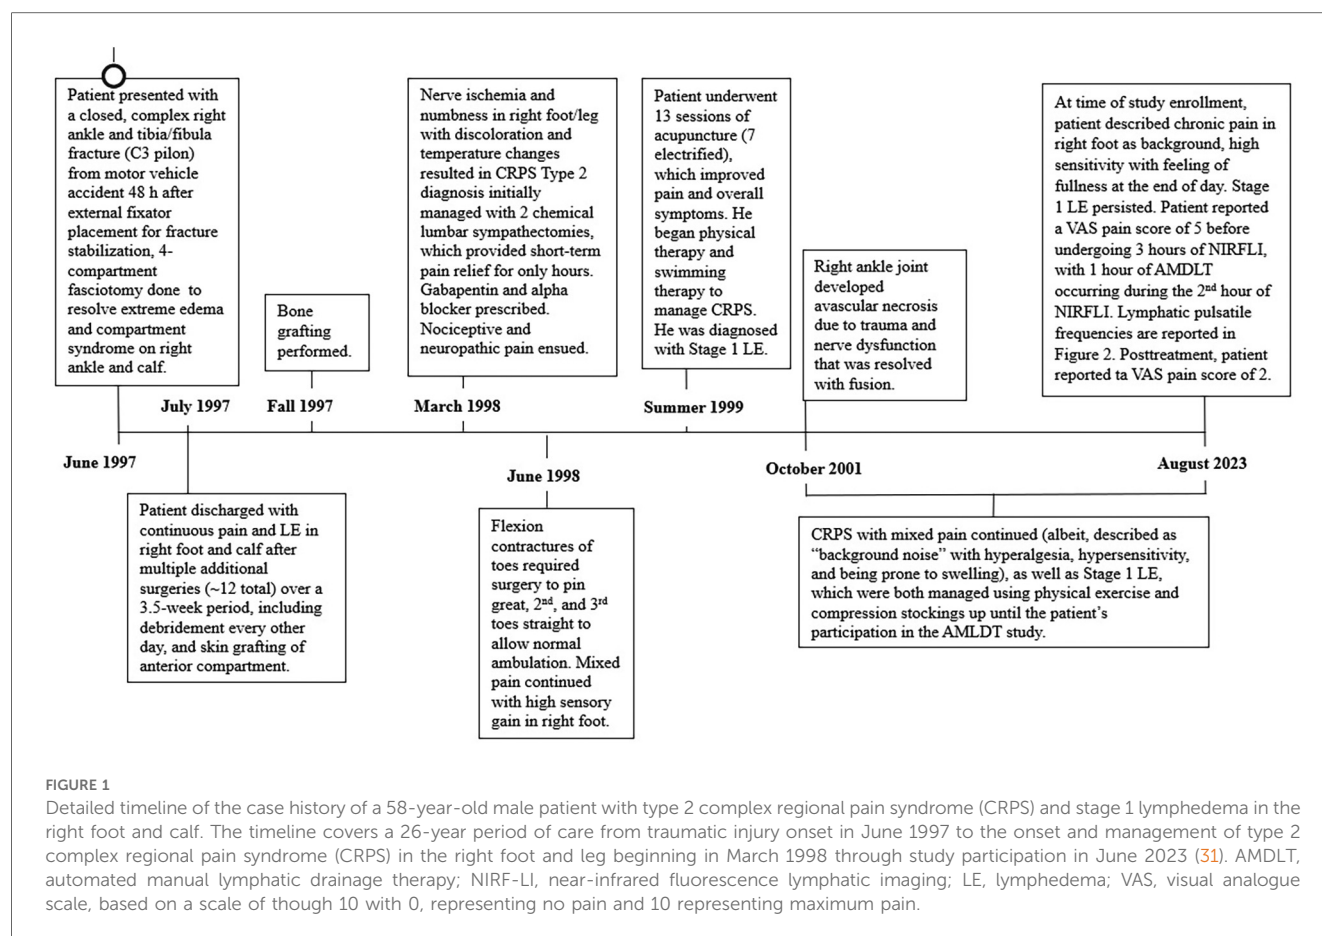 Patient presented with
a closed, complex right
ankle and tibia/fibula
fracture (C3 pilon)
from motor vehicle
accident 48 h after
external fixator
placement for fracture
stabilization, 4-
compartment
fasciotomy done to
resolve extreme edema
and compartment
syndrome on right
ankle and calf.
Bone
grafting
performed.
Nerve ischemia and
numbness in right foot/leg
with discoloration and
temperature changes
resulted in CRPS Type 2
diagnosis initially
managed with 2 chemical
lumbar sympathectomies,
which provided short-term
pain relief for only hours.
Gabapentin and alpha
blocker prescribed.
Nociceptive and
neuropathic pain ensued.
Patient underwent
13 sessions of
acupuncture (7
electrified),
which improved
pain and overall
symptoms. He
began physical
therapy and
swimming
therapy to
manage CRPS.
He was diagnosed
with Stage 1 LE.
Right ankle joint
developed
avascular necrosis
due to trauma and
nerve dysfunction
that was resolved
with fusion.
At time of study enrollment,
patient described chronic pain in
right foot as background, high
sensitivity with feeling of
fullness at the end of day. Stage
1 LE persisted. Patient reported
a VAS pain score of 5 before
undergoing 3 hours of NIRFLI,
with 1 hour of AMDLT
occurring during the 2nd hour of
NIRFLI. Lymphatic pulsatile
frequencies are reported in
Figure 2. Posttreatment, patient
reported ta VAS pain score of 2.
July 1997
Fall 1997
March 1998
Summer 1999
June 1997
June 1998
October 2001
August 2023
Patient discharged with
continuous pain and LE in
right foot and calf after
multiple additional
surgeries (~12 total) over a
3.5-week period, including
debridement every other
day, and skin grafting of
anterior compartment.
Flexion
contractures of
toes required
surgery to pin
great, 2nd, and 3rd
toes straight to
allow normal
ambulation. Mixed
pain continued
with high sensory
gain in right foot.
CRPS with mixed pain continued (albeit, described as
“background noise” with hyperalgesia, hypersensitivity,
and being prone to swelling), as well as Stage 1 LE,
which were both managed using physical exercise and
compression stockings up until the patient’s
participation in the AMLDT study.
FIGURE 1
Detailed timeline of the case history of a 58-year-old male patient with type 2 complex regional pain syndrome (CRPS) and stage 1 lymphedema in the
right foot and calf. The timeline covers a 26-year period of care from traumatic injury onset in June 1997 to the onset and management of type 2
complex regional pain syndrome (CRPS) in the right foot and leg beginning in March 1998 through study participation in June 2023 (31). AMDLT,
automated manual lymphatic drainage therapy; NIRF-LI, near-infrared fluorescence lymphatic imaging; LE, lymphedema; VAS, visual analogue
scale, based on a scale of though 10 with 0, representing no pain and 10 representing maximum pain.